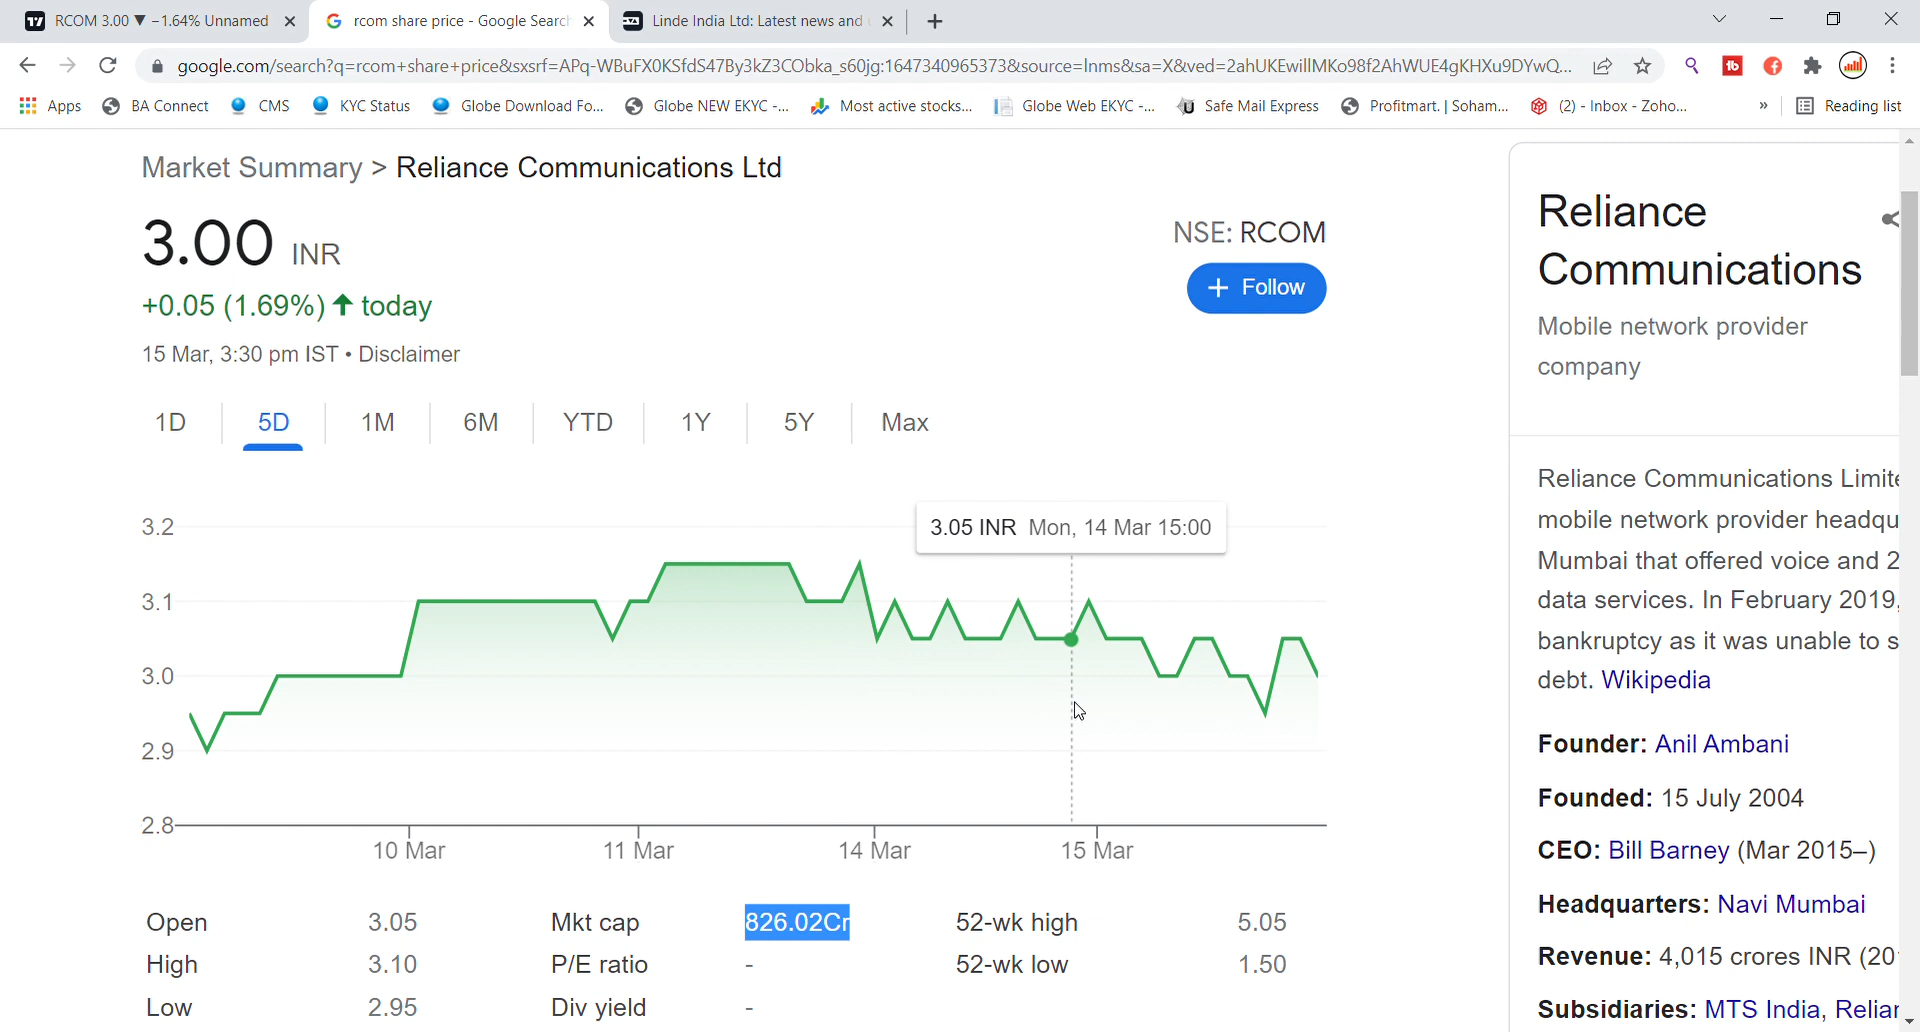 RCOM 3.00 ▼ −1.64% Unnamed
rcom share price - Google Search
Linde India Ltd: Latest news and
google.com/search?q=rcom+share+price&sxsrf=APq-WBuFX0KSfdS47By3kZ3CObka_s60jg:1647340965373&source=lnms&sa=X&ved=2ahUKEwillMKo98f2AhWUE4gKHXu9DYwQ...
Apps BA Connect CMS KYC Status Globe Download Fo... Globe NEW EKYC -... Most active stocks... Globe Web EKYC -... Safe Mail Express Profitmart. | Soham... (2) - Inbox - Zoho... » Reading list
Market Summary > Reliance Communications Ltd
3.00 INR
NSE: RCOM
+0.05 (1.69%) ↑ today
+ Follow
15 Mar, 3:30 pm IST • Disclaimer
1D 5D 1M 6M YTD 1Y 5Y Max
3.05 INR Mon, 14 Mar 15:00
3.2
3.1
3.0
2.9
2.8
10 Mar 11 Mar 14 Mar 15 Mar
Open 3.05 Mkt cap 826.02Cr 52-wk high 5.05
High 3.10 P/E ratio - 52-wk low 1.50
Low 2.95 Div yield -
Reliance
Communications
Mobile network provider
company
Reliance Communications Limite
mobile network provider headqu
Mumbai that offered voice and 2
data services. In February 2019,
bankruptcy as it was unable to s
debt. Wikipedia
Founder: Anil Ambani
Founded: 15 July 2004
CEO: Bill Barney (Mar 2015–)
Headquarters: Navi Mumbai
Revenue: 4,015 crores INR (20
Subsidiaries: MTS India, Relian